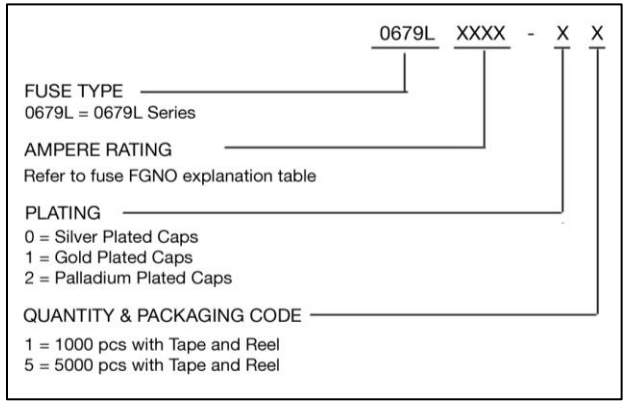 0679L XXXX - X X
FUSE TYPE
0679L = 0679L Series
AMPERE RATING
Refer to fuse FGNO explanation table
PLATING
0 = Silver Plated Caps
1 = Gold Plated Caps
2 = Palladium Plated Caps
QUANTITY & PACKAGING CODE
1 = 1000 pcs with Tape and Reel
5 = 5000 pcs with Tape and Reel